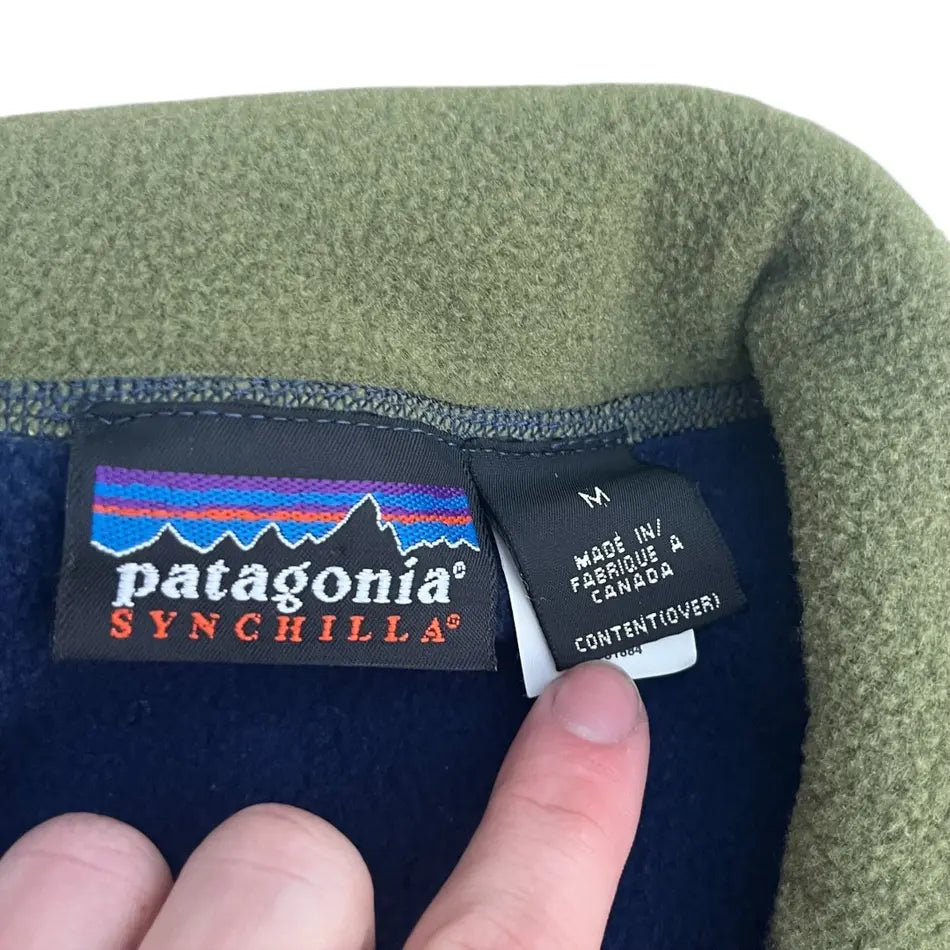 patagonia®
SYNCHILLA®
M
MADE IN/
FABRIQUE A
CANADA
CONTENT(OVER)